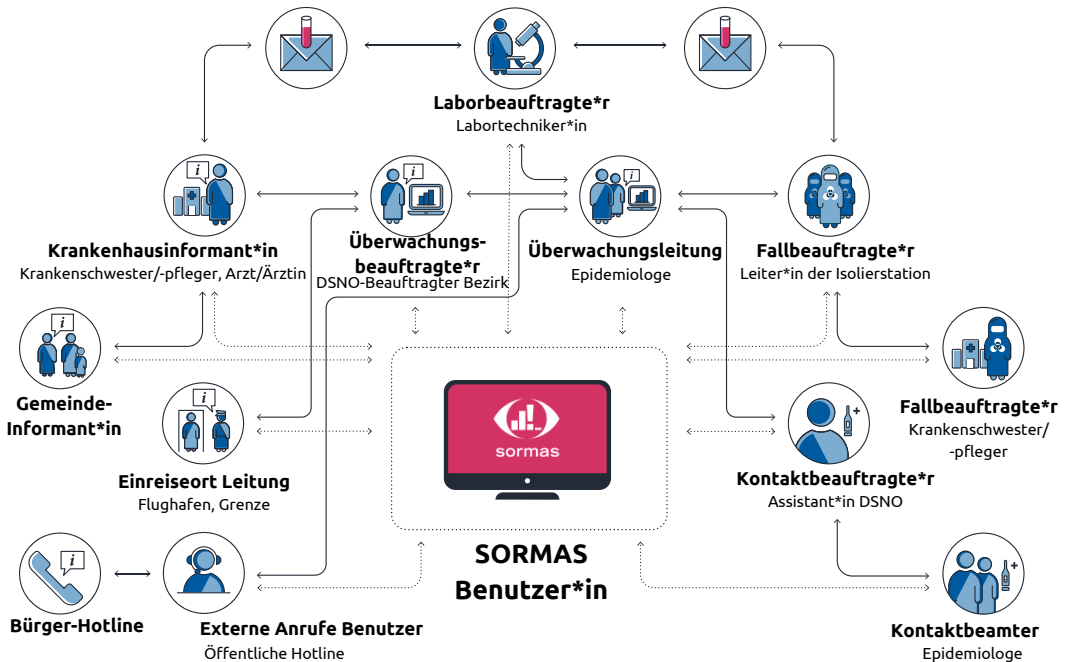 Laborbeauftragte*r
Labortechniker*in
i
i
i
Krankenhausinformant*in
Krankenschwester/-pfleger, Arzt/Ärztin
Überwachungs-
beauftragte*r
DSNO-Beauftragter Bezirk
Überwachungsleitung
Epidemiologe
Fallbeauftragte*r
Leiter*in der Isolierstation
i
Gemeinde-
Informant*in
i
Einreiseort Leitung
Flughafen, Grenze
sormas
Fallbeauftragte*r
Krankenschwester/
-pfleger
Kontaktbeauftragte*r
Assistant*in DSNO
SORMAS
Benutzer*in
i
Bürger-Hotline
Externe Anrufe Benutzer
Öffentliche Hotline
Kontaktbeamter
Epidemiologe